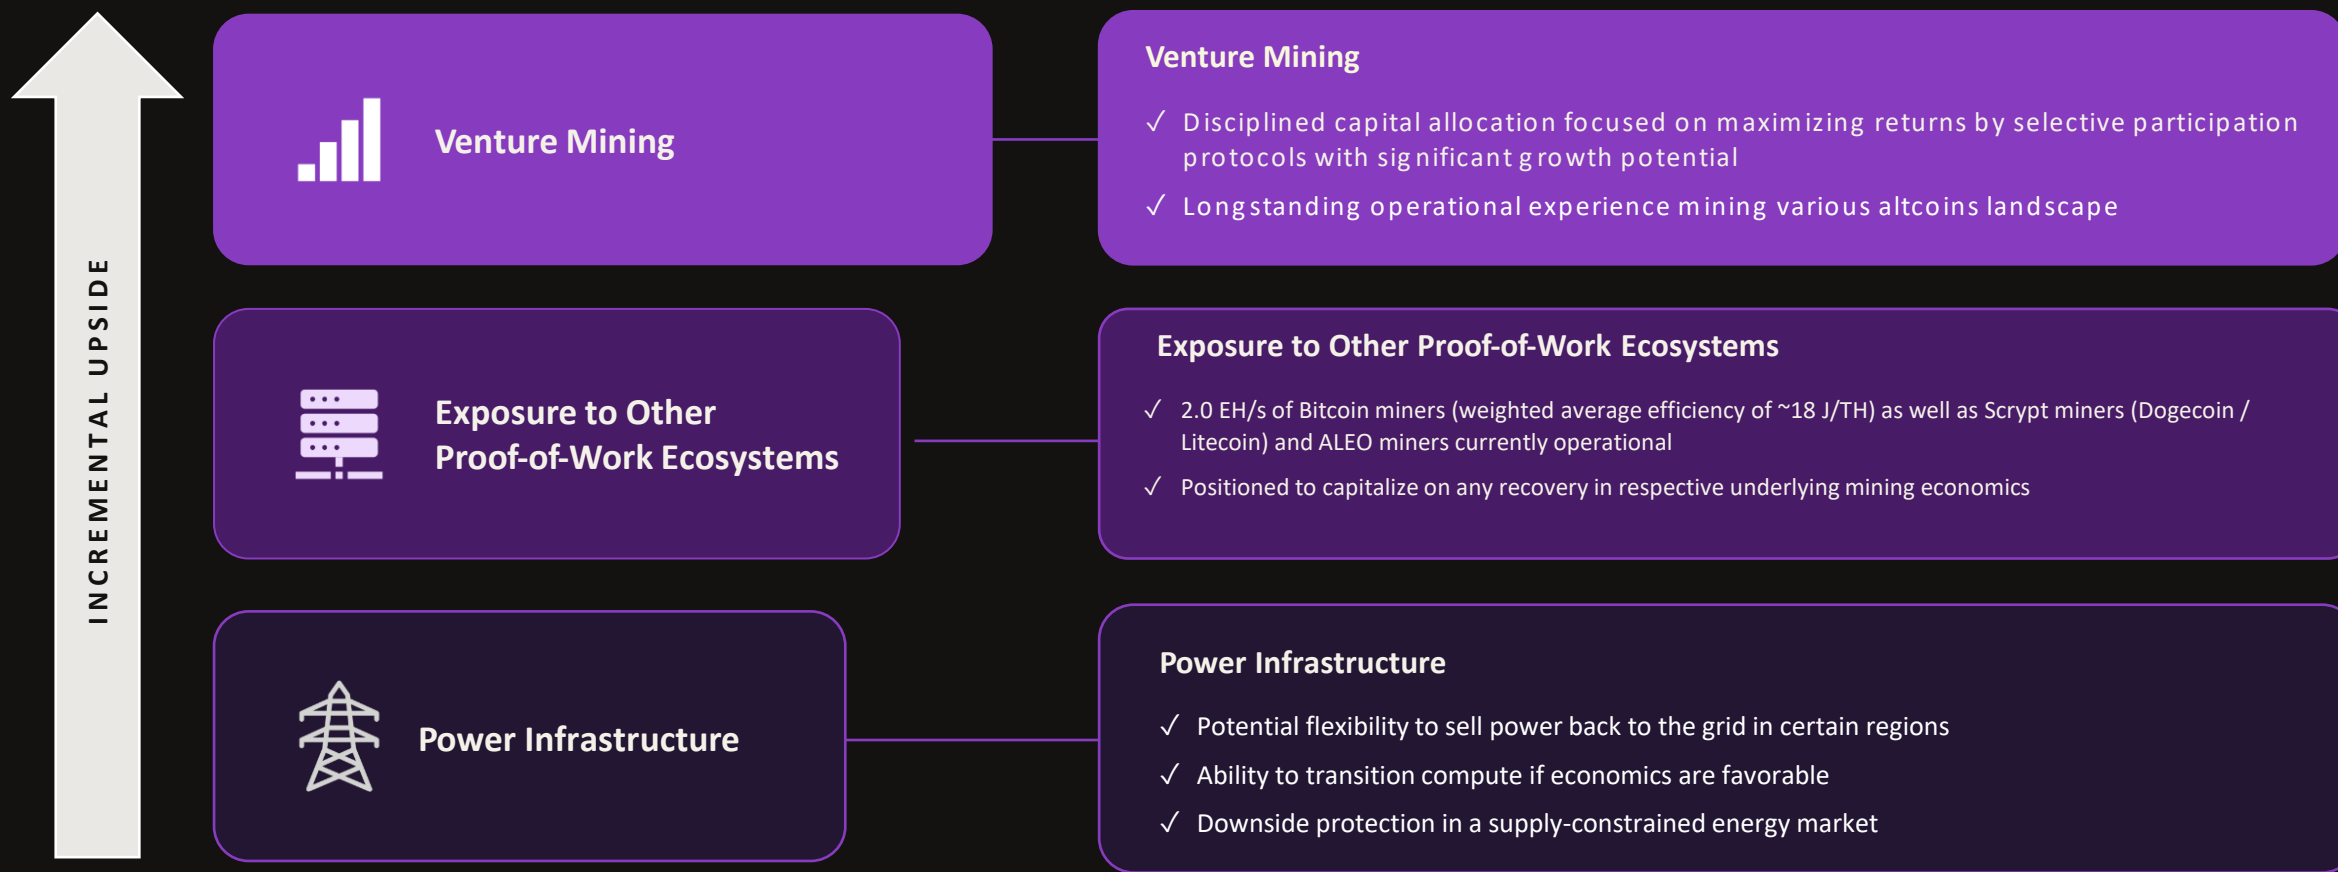 INCREMENTAL UPSIDE
Venture Mining
Venture Mining
✓ Disciplined capital allocation focused on maximizing returns by selective participation
protocols with significant growth potential
✓ Longstanding operational experience mining various altcoins landscape
Exposure to Other
Proof-of-Work Ecosystems
Exposure to Other Proof-of-Work Ecosystems
✓ 2.0 EH/s of Bitcoin miners (weighted average efficiency of ~18 J/TH) as well as Scrypt miners (Dogecoin /
Litecoin) and ALEO miners currently operational
✓ Positioned to capitalize on any recovery in respective underlying mining economics
Power Infrastructure
Power Infrastructure
✓ Potential flexibility to sell power back to the grid in certain regions
✓ Ability to transition compute if economics are favorable
✓ Downside protection in a supply-constrained energy market